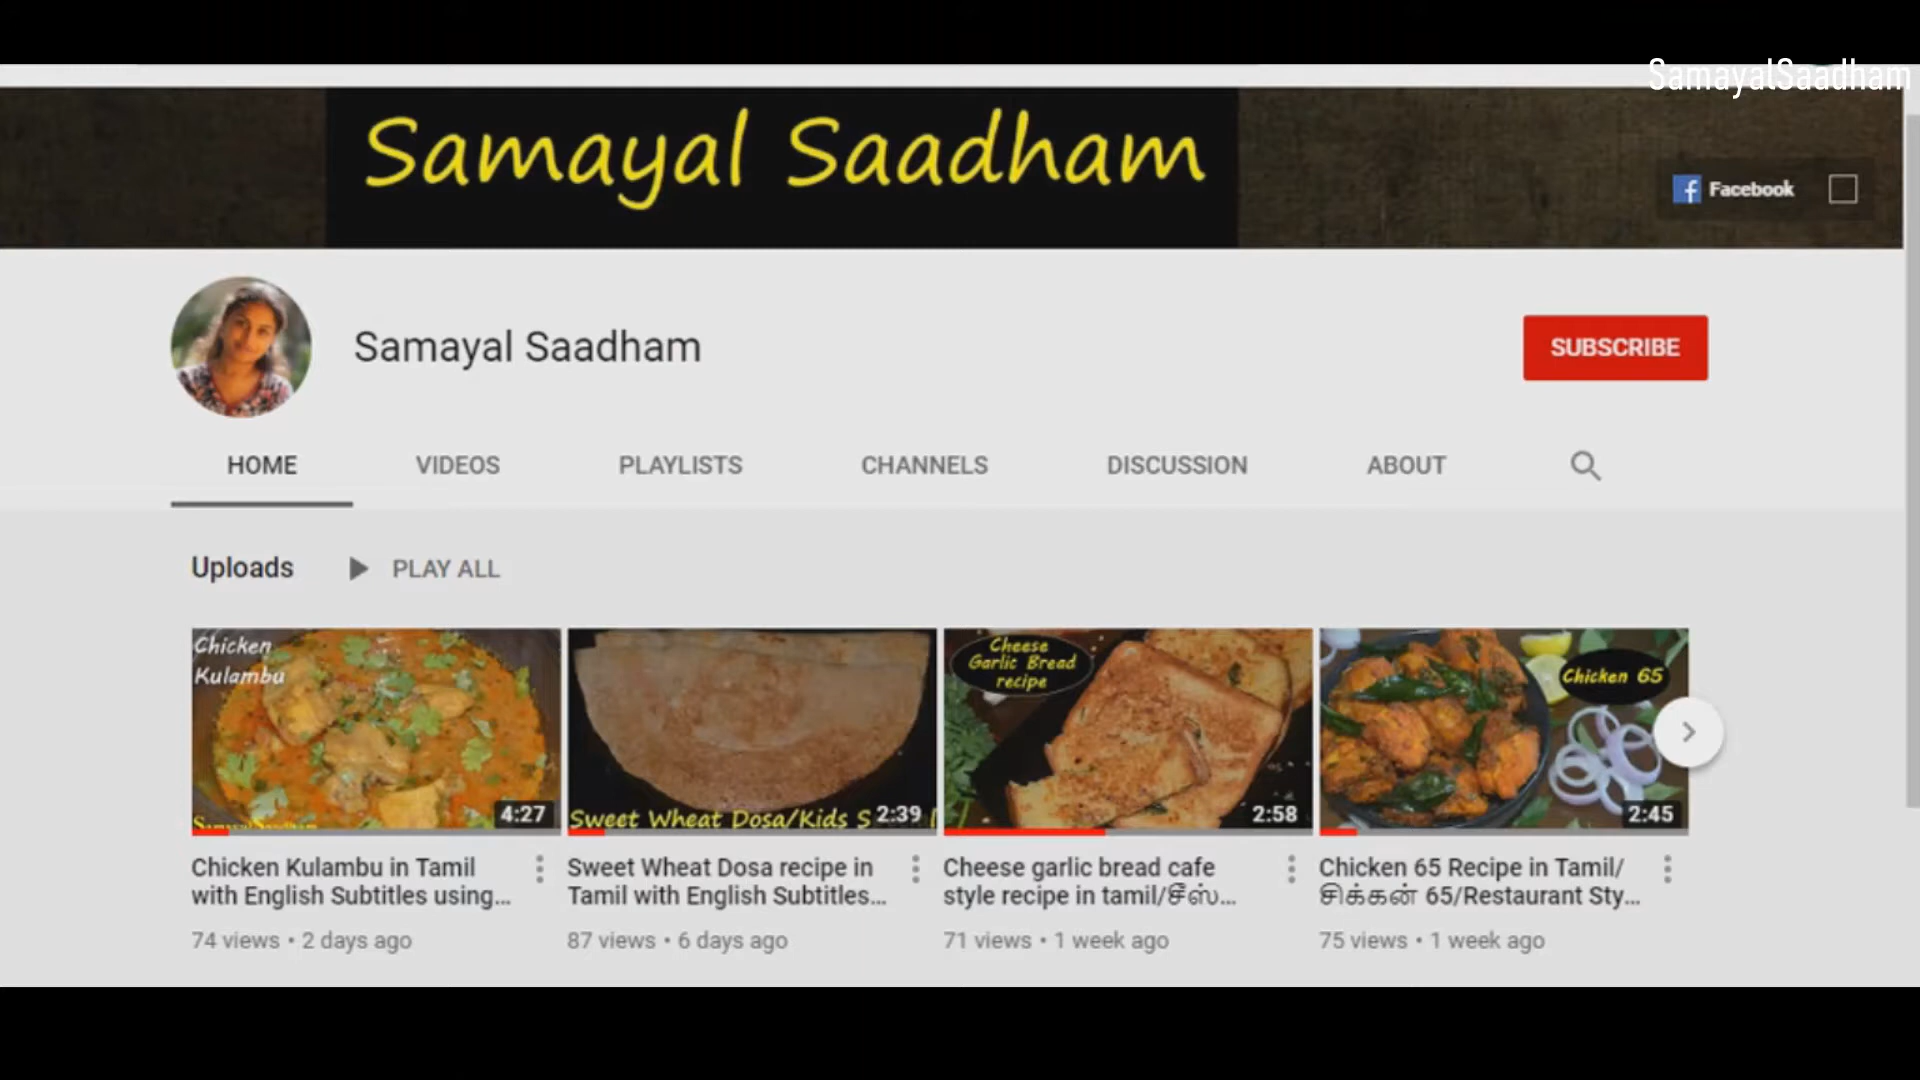 SamayalSaadham
Samayal Saadham
Facebook
Samayal Saadham
SUBSCRIBE
HOME VIDEOS PLAYLISTS CHANNELS DISCUSSION ABOUT
Uploads PLAY ALL
Chicken
Kulambu
SamayalSaadham
4:27
Sweet Wheat Dosa/Kids S
2:39
Cheese
Garlic Bread
recipe
2:58
Chicken 65
2:45
Chicken Kulambu in Tamil
with English Subtitles using...
74 views • 2 days ago
Sweet Wheat Dosa recipe in
Tamil with English Subtitles...
87 views • 6 days ago
Cheese garlic bread cafe
style recipe in tamil/சீஸ்...
71 views • 1 week ago
Chicken 65 Recipe in Tamil/
சிக்கன் 65/Restaurant Sty...
75 views • 1 week ago